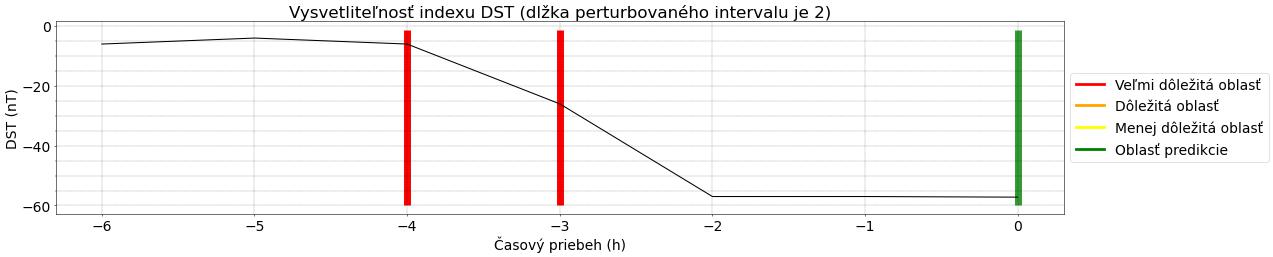 Vysvetliteľnosť indexu DST (dĺžka perturbovaného intervalu je 2)
DST (nT)
0
−20
−40
−60
−6
−5
−4
−3
−2
−1
0
Časový priebeh (h)
Veľmi dôležitá oblasť
Dôležitá oblasť
Menej dôležitá oblasť
Oblasť predikcie